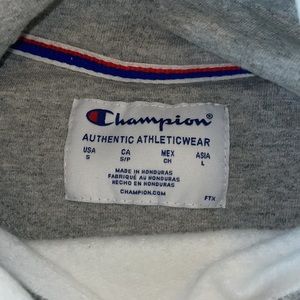 Champion
AUTHENTIC ATHLETICWEAR
USA CA MEX ASIA
S S/P CH L
MADE IN HONDURAS
FABRIQUÉ AU HONDURAS
HECHO EN HONDURAS
CHAMPION.COM
FTX